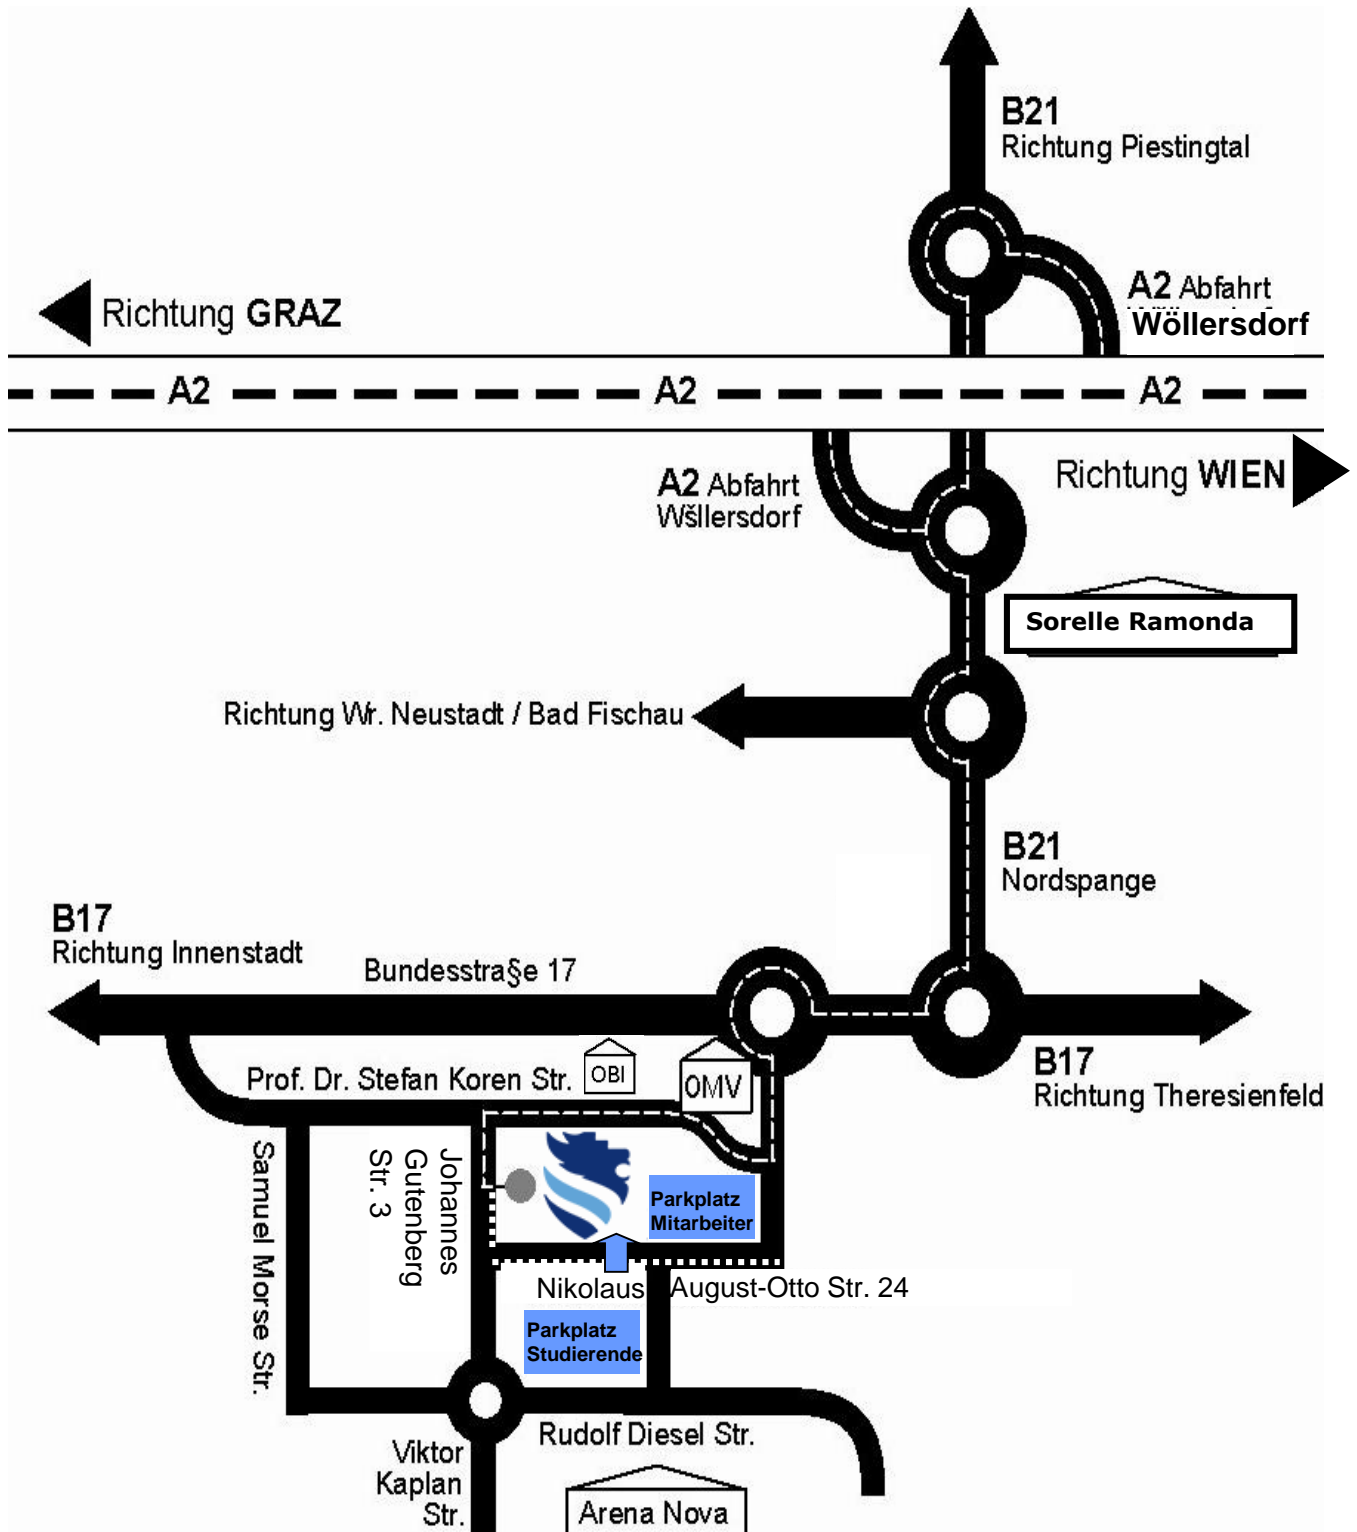 B21
Richtung Piestingtal
A2 Abfahrt
Wöllersdorf
Richtung GRAZ
A2 A2 A2
Richtung WIEN
A2 Abfahrt
Wšllersdorf
Sorelle Ramonda
Richtung Wr. Neustadt / Bad Fischau
B21
Nordspange
B17
Richtung Innenstadt
Bundesstra§e 17
B17
Richtung Theresienfeld
Prof. Dr. Stefan Koren Str.
OBI
OMV
Samuel Morse Str.
Johannes
Gutenberg
Str. 3
Parkplatz
Mitarbeiter
Nikolaus August-Otto Str. 24
Parkplatz
Studierende
Rudolf Diesel Str.
Viktor
Kaplan
Str.
Arena Nova